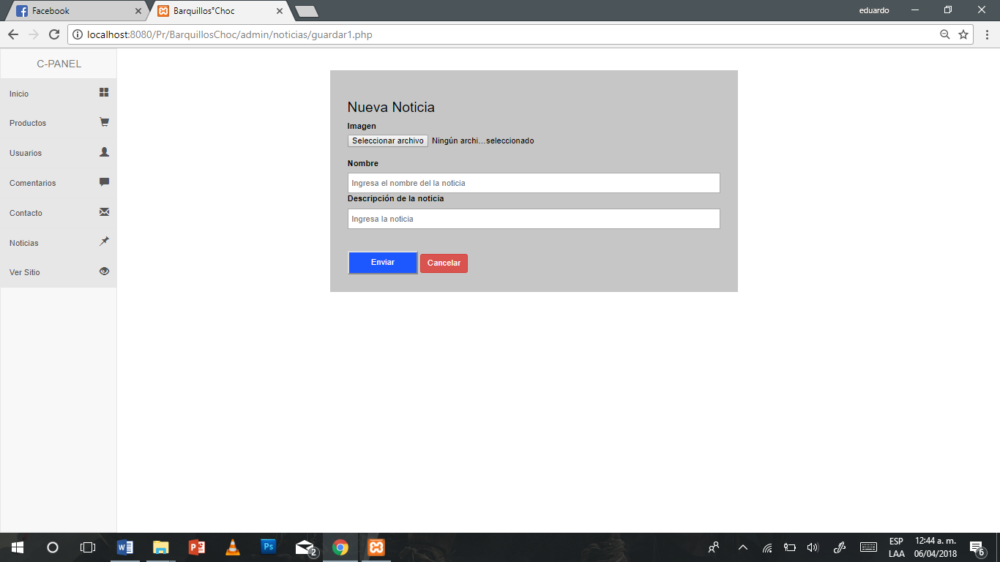 Facebook
Barquillos°Choc
eduardo
localhost:8080/Pr/BarquillosChoc/admin/noticias/guardar1.php
C-PANEL
Inicio
Productos
Usuarios
Comentarios
Contacto
Noticias
Ver Sitio
Nueva Noticia
Imagen
Seleccionar archivo Ningún archi...seleccionado
Nombre
Ingresa el nombre del la noticia
Descripción de la noticia
Ingresa la noticia
Enviar Cancelar
2
ESP
LAA
12:44 a. m.
06/04/2018
6